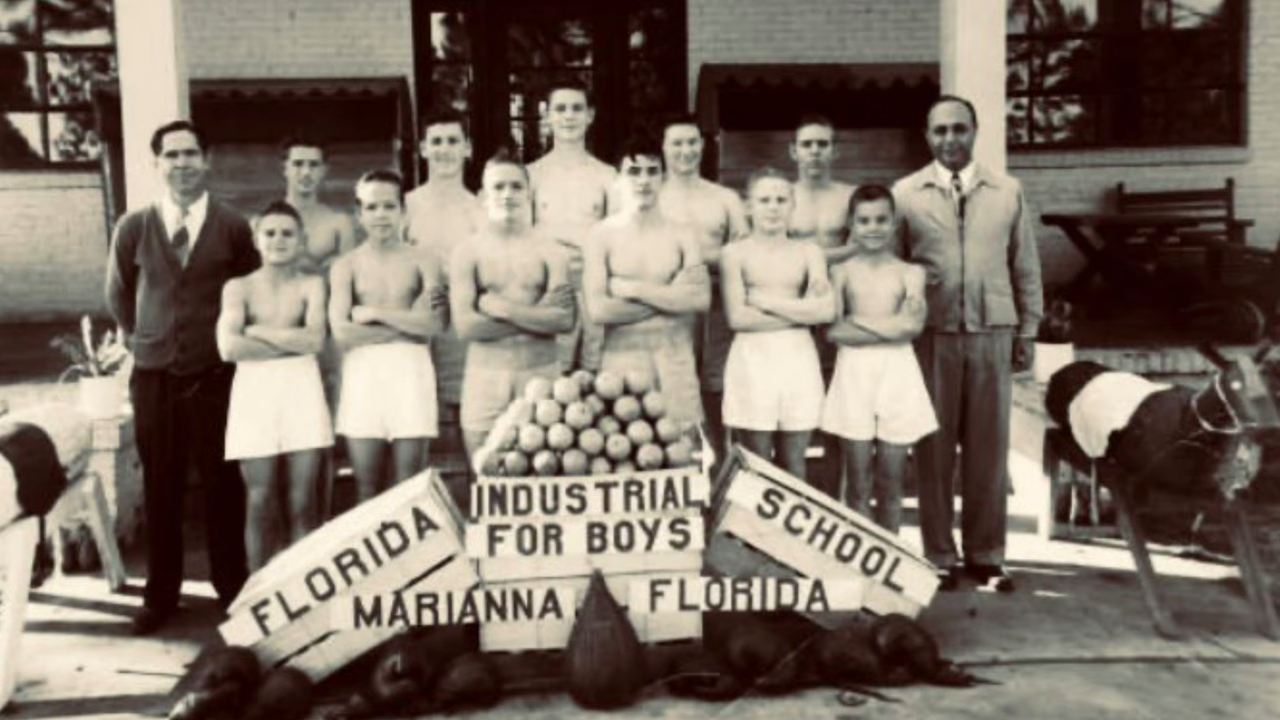 INDUSTRIAL
FOR BOYS
FLORIDA
SCHOOL
MARIANNA
FLORIDA